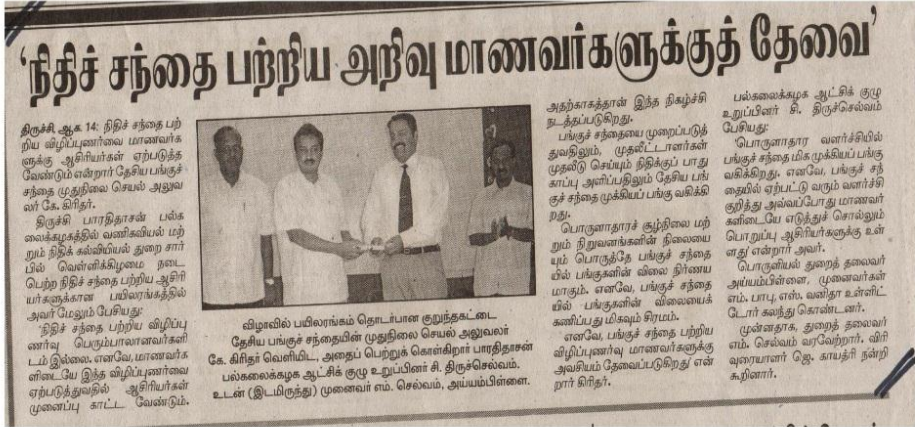 ‘நிதிச் சந்தை பற்றிய அறிவு மாணவர்களுக்குத் தேவை’
திருச்சி, ஆக. 14: நிதிச் சந்தை பற்
றிய விழிப்புணர்வை மாணவர்க
ளுக்கு ஆசிரியர்கள் ஏற்படுத்த
வேண்டும் என்றார் தேசிய பங்குச்
சந்தை முதுநிலை செயல் அலுவ
லர் கே. கிரிதர்.
திருச்சி பாரதிதாசன் பல்க
லைக்கழகத்தில் வணிகவியல் மற்
றும் நிதிக் கல்வியியல் துறை சார்
பில் வெள்ளிக்கிழமை நடை
பெற்ற நிதிச் சந்தை பற்றிய ஆசிரி
யர்களுக்கான பயிலரங்கத்தில்
அவர் மேலும் பேசியது:
'நிதிச் சந்தை பற்றிய விழிப்பு
ணர்வு பெரும்பாலானவர்களி
டம் இல்லை. எனவே, மாணவர்க
ளிடையே இந்த விழிப்புணர்வை
ஏற்படுத்துவதில் ஆசிரியர்கள்
முனைப்பு காட்ட வேண்டும்.
விழாவில் பயிலரங்கம் தொடர்பான குறுந்தகட்டை
தேசிய பங்குச் சந்தையின் முதுநிலை செயல் அலுவலர்
கே. கிரிதர் வெளியிட, அதைப் பெற்றுக் கொள்கிறார் பாரதிதாசன்
பல்கலைக்கழக ஆட்சிக் குழு உறுப்பினர் சி. திருச்செல்வம்.
உடன் (இடமிருந்து) முனைவர் எம். செல்வம், அய்யம்பிள்ளை.
அதற்காகத்தான் இந்த நிகழ்ச்சி
நடத்தப்படுகிறது.
பங்குச் சந்தையை முறைப்படுத்
துவதிலும், முதலீட்டாளர்கள்
முதலீடு செய்யும் நிதிக்குப் பாது
காப்பு அளிப்பதிலும் தேசிய பங்
குச் சந்தை முக்கியப் பங்கு வகிக்கி
றது.
பொருளாதாரச் சூழ்நிலை மற்
றும் நிறுவனங்களின் நிலையை
யும் பொருத்தே பங்குச் சந்தை
யில் பங்குகளின் விலை நிர்ணய
மாகும். எனவே, பங்குச் சந்தை
யில் பங்குகளின் விலையைக்
கணிப்பது மிகவும் சிரமம்.
எனவே, பங்குச் சந்தை பற்றிய
விழிப்புணர்வு மாணவர்களுக்கு
அவசியம் தேவைப்படுகிறது' என்
றார் கிரிதர்.
பல்கலைக்கழக ஆட்சிக் குழு
உறுப்பினர் சி. திருச்செல்வம்
பேசியது:
'பொருளாதார வளர்ச்சியில்
பங்குச் சந்தை மிக முக்கியப் பங்கு
வகிக்கிறது. எனவே, பங்குச் சந்
தையில் ஏற்பட்டு வரும் வளர்ச்சி
குறித்து அவ்வப்போது மாணவர்
களிடையே எடுத்துச் சொல்லும்
பொறுப்பு ஆசிரியர்களுக்கு உள்
ளது' என்றார் அவர்.
பொருளியல் துறைத் தலைவர்
அய்யம்பிள்ளை, முனைவர்கள்
எம். பாபு, எஸ். வனிதா உள்ளிட்
டோர் கலந்து கொண்டனர்.
முன்னதாக, துறைத் தலைவர்
எம். செல்வம் வரவேற்றார். விரி
வுரையாளர் ஜெ. காயத்ரி நன்றி
கூறினார்.